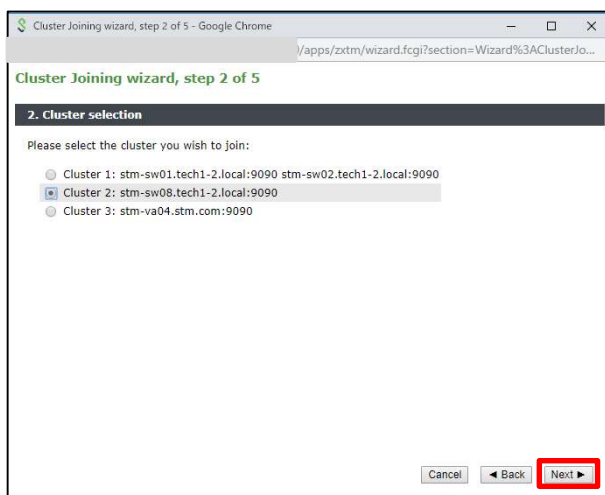 Cluster Joining wizard, step 2 of 5 - Google Chrome
/apps/zxtm/wizard.fcgi?section=Wizard%3AClusterJo...
Cluster Joining wizard, step 2 of 5
2. Cluster selection
Please select the cluster you wish to join:
Cluster 1: stm-sw01.tech1-2.local:9090 stm-sw02.tech1-2.local:9090
Cluster 2: stm-sw08.tech1-2.local:9090
Cluster 3: stm-va04.stm.com:9090
Cancel ◄ Back Next ►